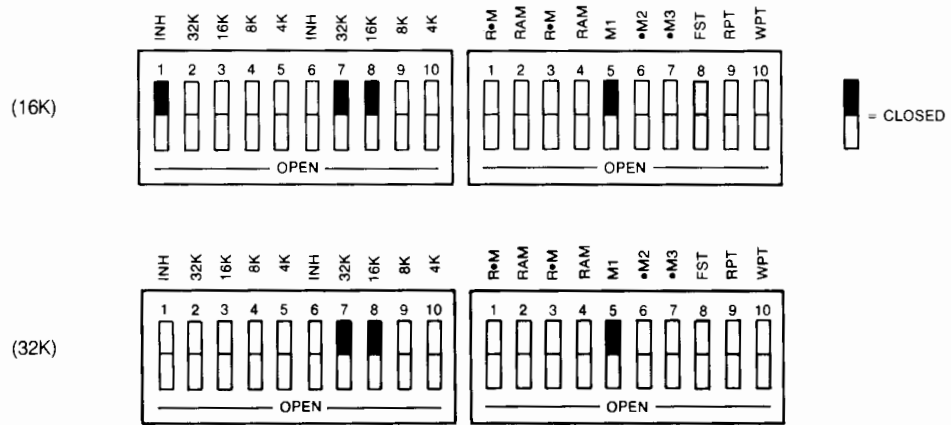 INH 32K 16K 8K 4K INH 32K 16K 8K 4K
R•M RAM R•M RAM M1 •M2 •M3 FST RPT WPT
1 2 3 4 5 6 7 8 9 10
1 2 3 4 5 6 7 8 9 10
(16K)
= CLOSED
OPEN
OPEN
INH 32K 16K 8K 4K INH 32K 16K 8K 4K
R•M RAM R•M RAM M1 •M2 •M3 FST RPT WPT
1 2 3 4 5 6 7 8 9 10
1 2 3 4 5 6 7 8 9 10
(32K)
OPEN
OPEN